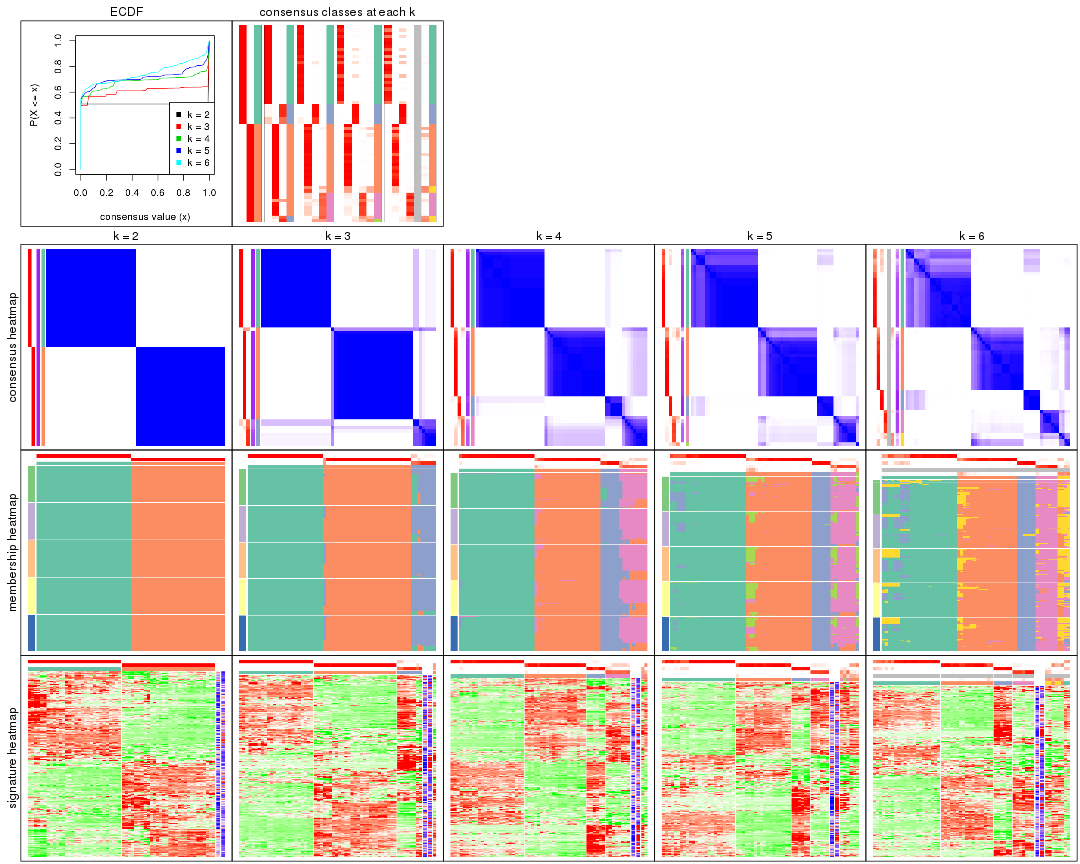 ECDF
consensus classes at each k
P(X <= x)
0.0 0.2 0.4 0.6 0.8 1.0
k = 2
k = 3
k = 4
k = 5
k = 6
0.0 0.2 0.4 0.6 0.8 1.0
consensus value (x)
k = 2
k = 3
k = 4
k = 5
k = 6
consensus heatmap
membership heatmap
signature heatmap